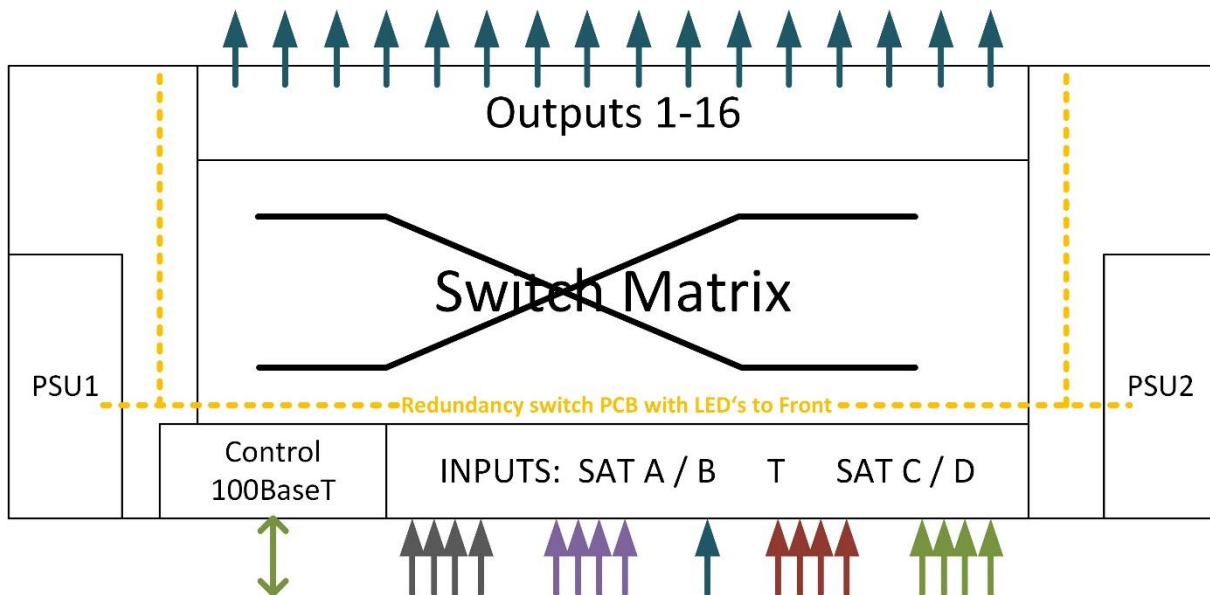 Outputs 1-16
Switch Matrix
PSU1
Redundancy switch PCB with LED‘s to Front
PSU2
Control
100BaseT
INPUTS: SAT A / B T SAT C / D